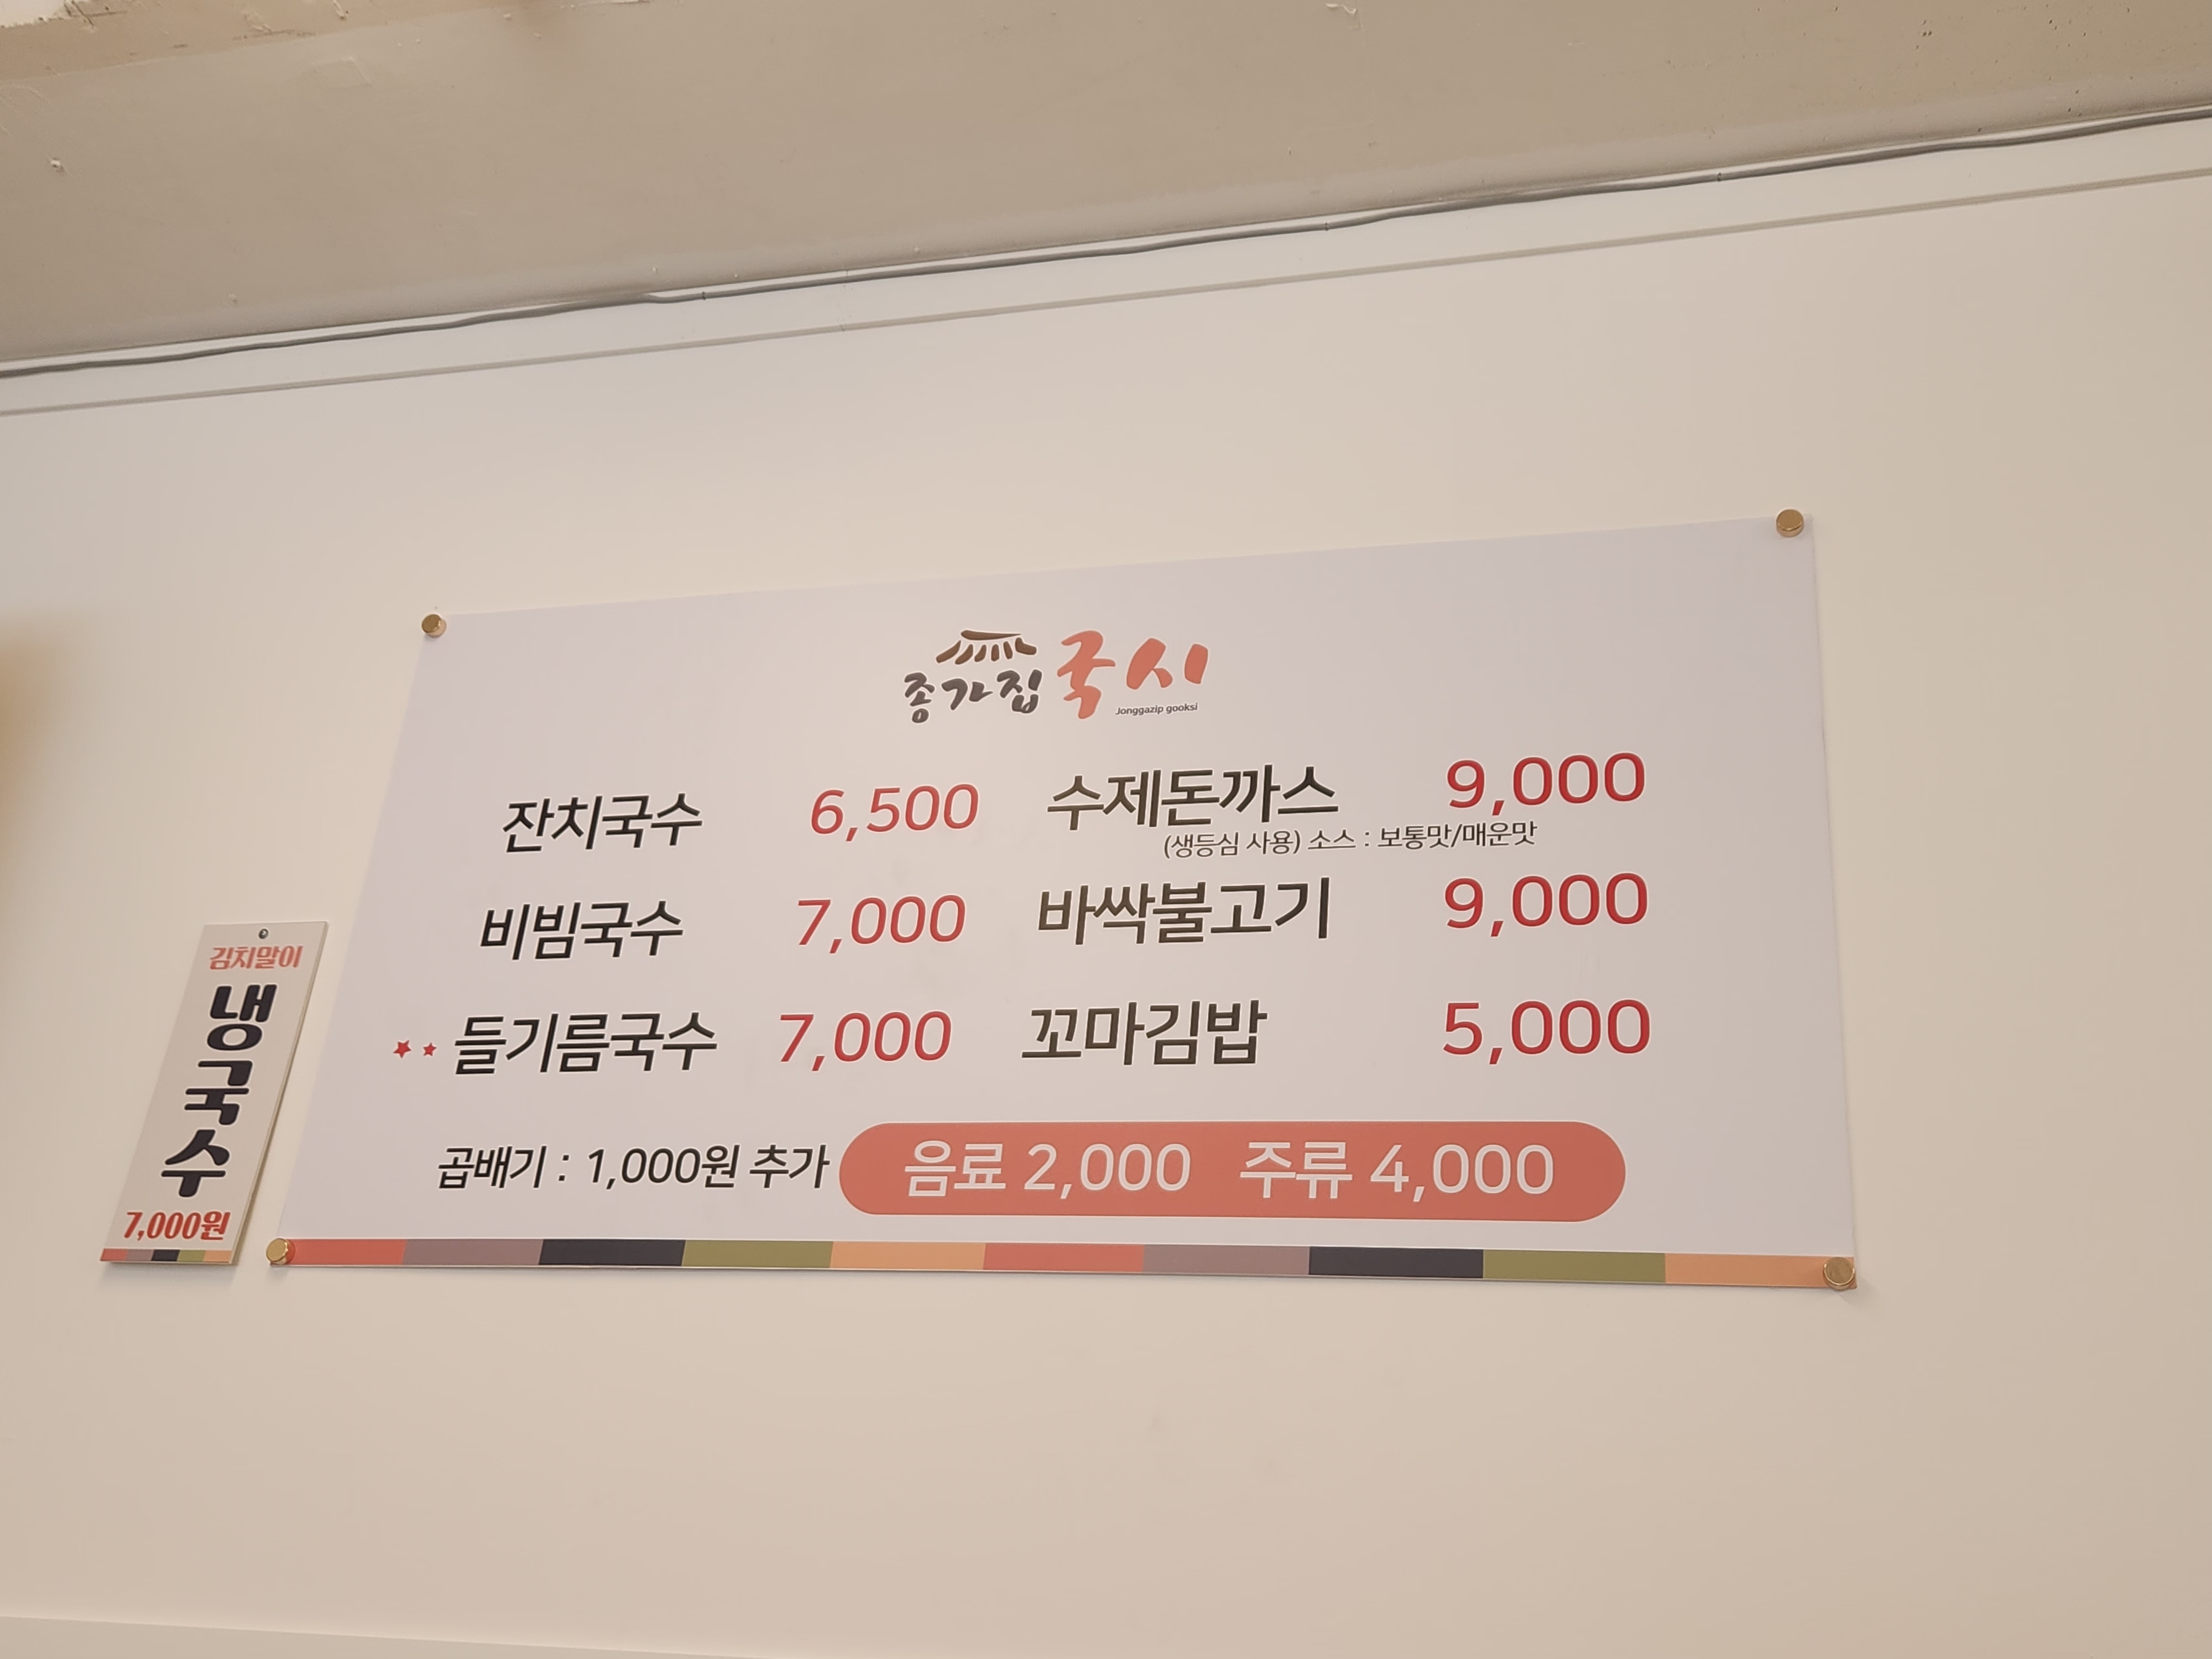 종가집 국시
Jonggazip gooksi
잔치국수 6,500
수제돈까스 9,000
(생등심 사용) 소스 : 보통맛/매운맛
비빔국수 7,000
바싹불고기 9,000
들기름국수 7,000
꼬마김밥 5,000
곱배기 : 1,000원 추가
음료 2,000 주류 4,000
김치말이
냉
국
수
7,000원